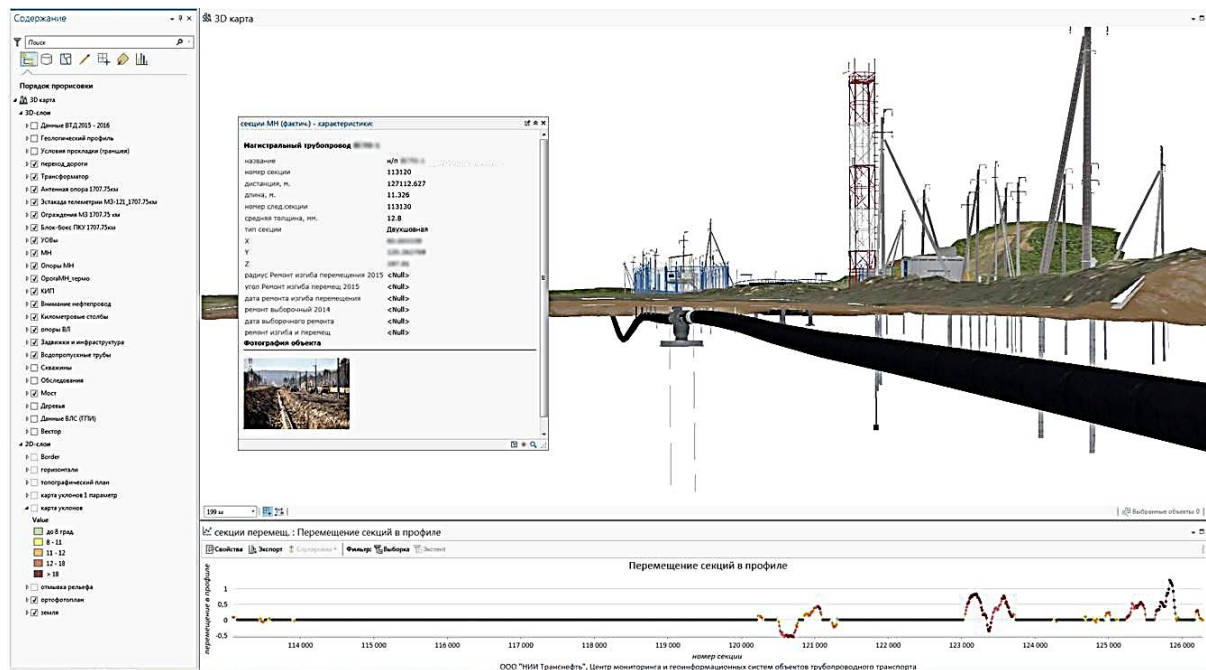 Содержание
Поиск
Порядок прорисовки
3D карта
3D-слои
Данные ВТД 2015 - 2016
Геологический профиль
Условия прокладки (траншея)
переход_дороги
Трансформатор
Антенная опора 1707.75км
Эстакада телеметрии МЗ-121_1707.75км
Ограждения МЗ 1707.75 км
Блок-бокс ПКУ 1707.75км
УОВы
МН
Опоры МН
ОрогаМН_термо
КИП
Внимание нефтепровод
Километровые столбы
опоры ВЛ
Задвижки и инфраструктура
Водопропускные трубы
Скважины
Обследования
Мост
Деревья
Данные ВЛС (ГПИ)
Вектор
2D-слои
Border
горизонтали
топографический план
карта уклонов 1 параметр
карта уклонов
Value
до 8 град
8 - 11
11 - 12
12 - 18
> 18
отмывка рельефа
ортофотоплан
земля
3D карта
секции МН (фактич.) - характеристики:
Магистральный трубопровод
название н/п
номер секции 113120
дистанция, м. 127112.627
длина, м. 11.326
номер след.секции 113130
средняя толщина, мм. 12.8
тип секции Двухшовная
X
Y
Z
радиус Ремонт изгиба перемещения 2015 <Null>
угол Ремонт изгиба перемещ 2015 <Null>
дата ремонта изгиба перемещения <Null>
ремонт выборочный 2014 <Null>
дата выборочного ремонта <Null>
ремонт изгиба и перемещ <Null>
Фотография объекта
199 м
Выбранные объекты 0
секции перемещ. : Перемещение секций в профиле
Свойства Экспорт Сортировка Фильтр: Выборка Экстент
Перемещение секций в профиле
перемещение в профиле
1
0,5
0
-0,5
114 000 115 000 116 000 117 000 118 000 119 000 120 000 121 000 122 000 123 000 124 000 125 000 126 000
номер секции
ООО "НИИ Транснефть", Центр мониторинга и геоинформационных систем объектов трубопроводного транспорта